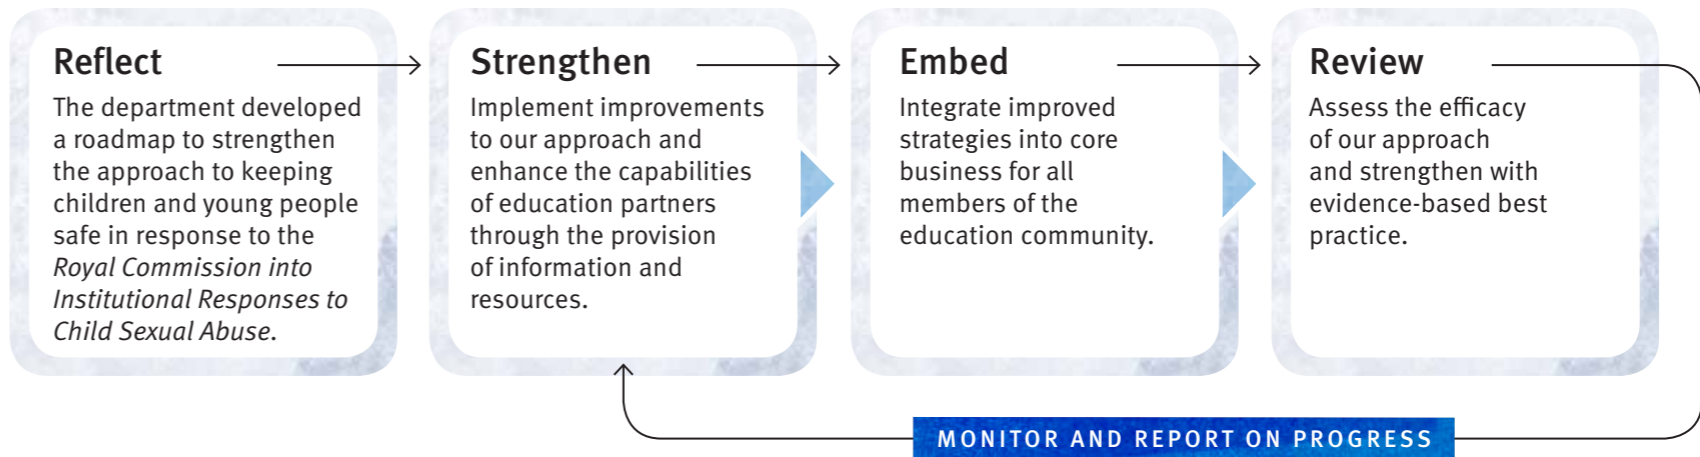 Reflect
The department developed
a roadmap to strengthen
the approach to keeping
children and young people
safe in response to the
Royal Commission into
Institutional Responses to
Child Sexual Abuse.
Strengthen
Implement improvements
to our approach and
enhance the capabilities
of education partners
through the provision
of information and
resources.
Embed
Integrate improved
strategies into core
business for all
members of the
education community.
Review
Assess the efficacy
of our approach
and strengthen with
evidence-based best
practice.
MONITOR AND REPORT ON PROGRESS